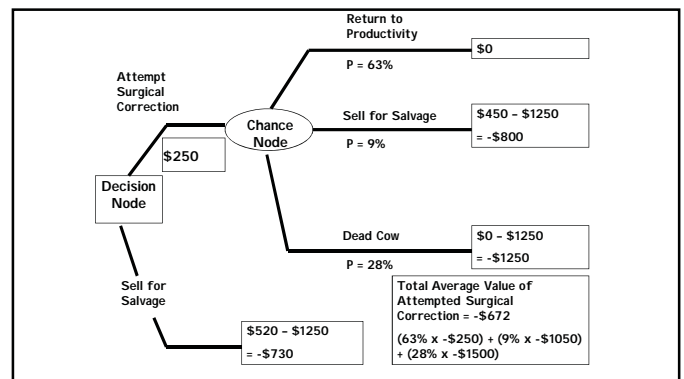 Return to
Productivity
$0
P = 63%
Attempt
Surgical
Correction
Sell for Salvage
$450 – $1250
= -$800
P = 9%
Chance
Node
$250
Decision
Node
Dead Cow
$0 – $1250
= -$1250
P = 28%
Sell for
Salvage
$520 – $1250
= -$730
Total Average Value of
Attempted Surgical
Correction = -$672
(63% x -$250) + (9% x -$1050)
+ (28% x -$1500)